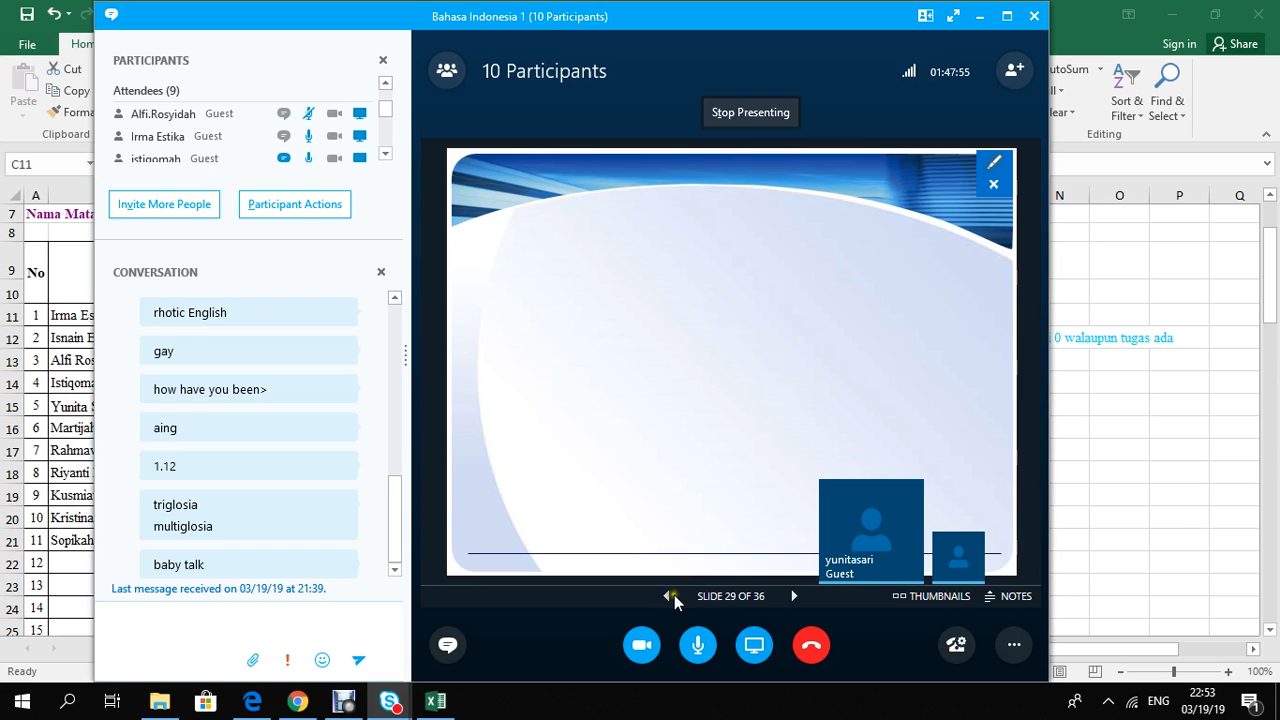 Bahasa Indonesia 1 (10 Participants)
Sign in
Share
Cut
Copy
Paste
Clipboard
AutoSum
Sort & Filter
Find & Select
Editing
C11
PARTICIPANTS
Attendees (9)
Alfi.Rosyidah Guest
Irma Estika Guest
istiqomah Guest
Invite More People
Participant Actions
CONVERSATION
rhotic English
gay
how have you been>
aing
1.12
triglosia
multiglosia
baby talk
Last message received on 03/19/19 at 21:39.
10 Participants
01:47:55
Stop Presenting
yunitasari
Guest
SLIDE 29 OF 36
THUMBNAILS
NOTES
A
N O P Q
7 Nama Mata
8
9 No
10
11 1 Irma Es
12 2 Isnain E
0 walaupun tugas ada
13 3 Alfi Ros
14 4 Istiqoma
15 5 Yunita S
16 6 Martijah
17 7 Rahmav
18 8 Riyanti
19 9 Kusmia
20 10 Kristina
21 11 Sopikah
22 12
23 13
24 14
25 15
Ready
100%
ENG
22:53
03/19/19
1